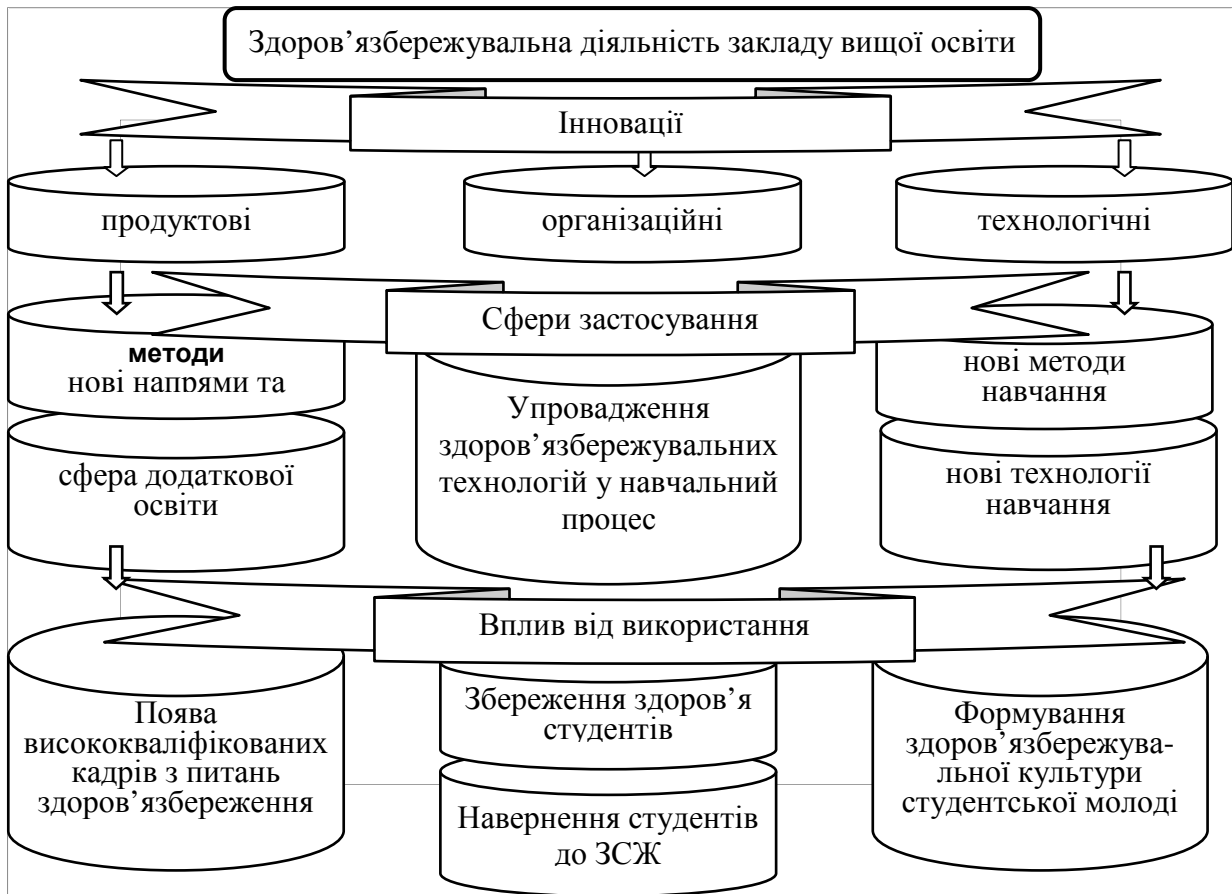 Здоров’язбережувальна діяльність закладу вищої освіти
Інновації
продуктові
організаційні
технологічні
Сфери застосування
методи
нові напрями та
сфера додаткової
освіти
Упровадження
здоров’язбережувальних
технологій у навчальний
процес
нові методи
навчання
нові технології
навчання
Вплив від використання
Поява
висококваліфікованих
кадрів з питань
здоров’язбереження
Збереження здоров’я
студентів
Навернення студентів
до ЗСЖ
Формування
здоров’язбережува-
льної культури
студентської молоді